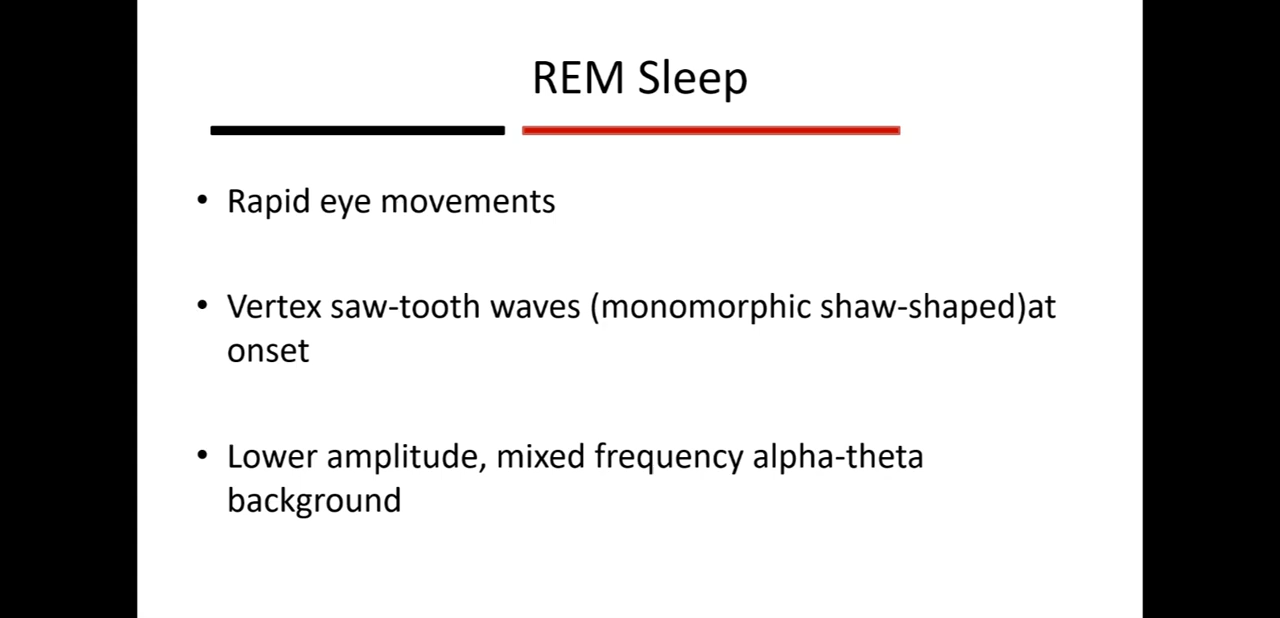 REM Sleep
• Rapid eye movements
• Vertex saw-tooth waves (monomorphic shaw-shaped)at
onset
• Lower amplitude, mixed frequency alpha-theta
background